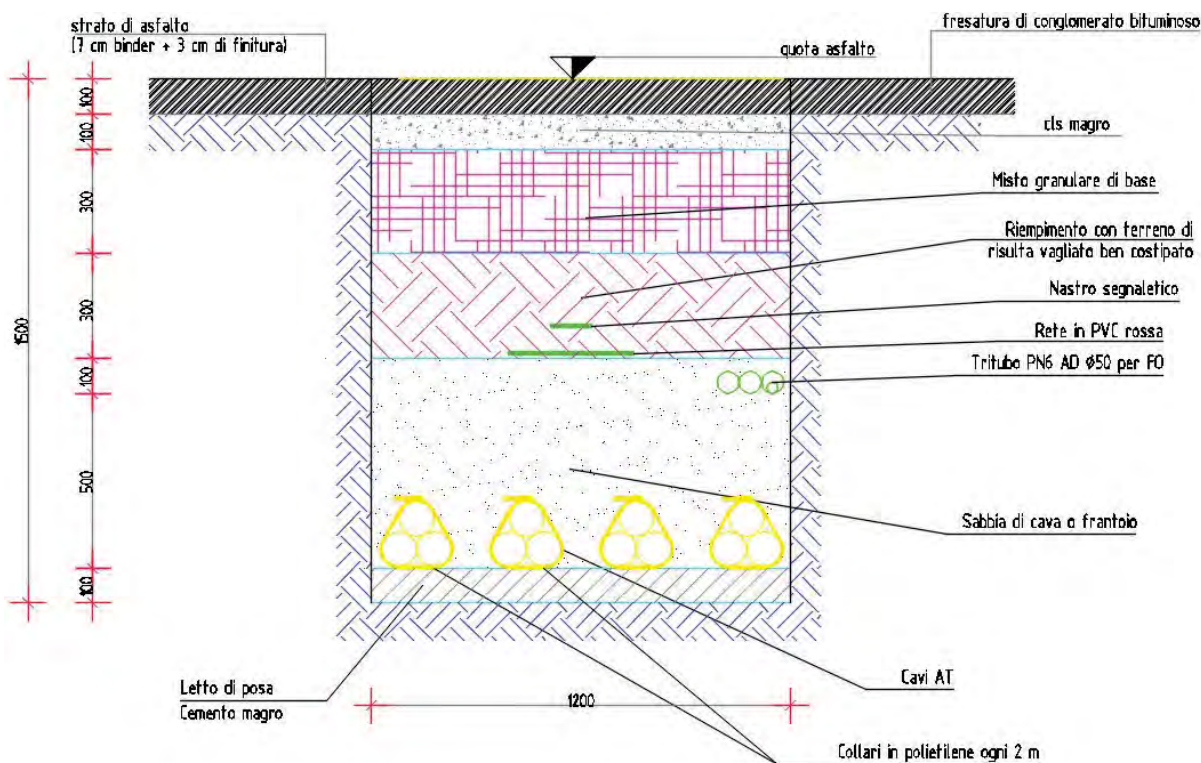 strato di asfalto
(7 cm binder + 3 cm di finitura)
quota asfalto
fresatura di conglomerato bituminoso
cls magro
Misto granulare di base
Riempimento con terreno di
risulta vagliato ben costipato
Nastro segnaletico
Rete in PVC rossa
Tritubo PN6 AD Ø50 per FO
Sabbia di cava o frantoio
Cavi AT
Collari in polietilene ogni 2 m
Letto di posa
Cemento magro
100
100
300
300
100
500
100
1500
1200